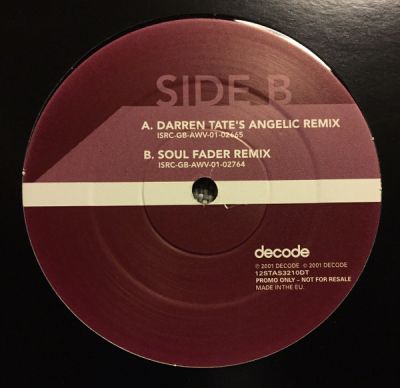 SIDE B
A. DARREN TATE'S ANGELIC REMIX
ISRC-GB-AWV-01-02665
B. SOUL FADER REMIX
ISRC-GB-AWV-01-02764
decode
℗ 2001 DECODE © 2001 DECODE
12STAS3210DT
PROMO ONLY – NOT FOR RESALE
MADE IN THE EU.